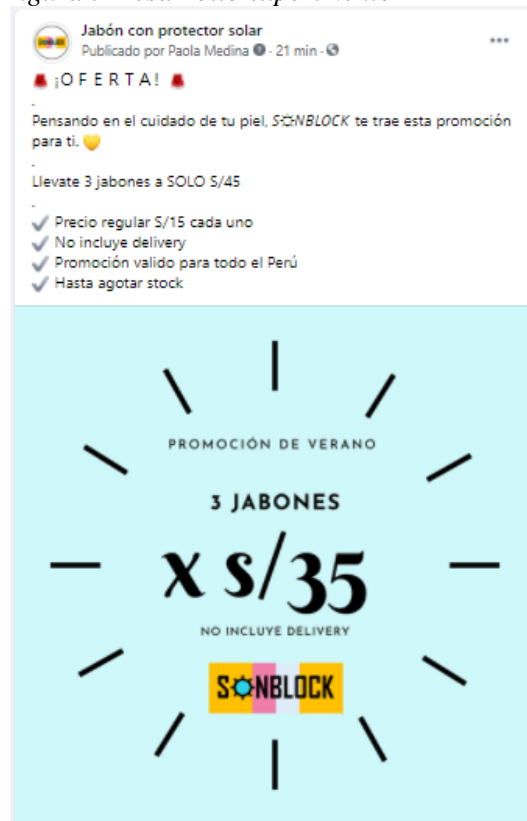 Jabón con protector solar
Publicado por Paola Medina · 21 min ·
¡O F E R T A!
.
Pensando en el cuidado de tu piel, S☼NBLOCK te trae esta promoción
para ti. 💛
.
Llevate 3 jabones a SOLO S/45
.
✔ Precio regular S/15 cada uno
✔ No incluye delivery
✔ Promoción valido para todo el Perú
✔ Hasta agotar stock
PROMOCIÓN DE VERANO
3 JABONES
x s/35
NO INCLUYE DELIVERY
S☼NBLOCK